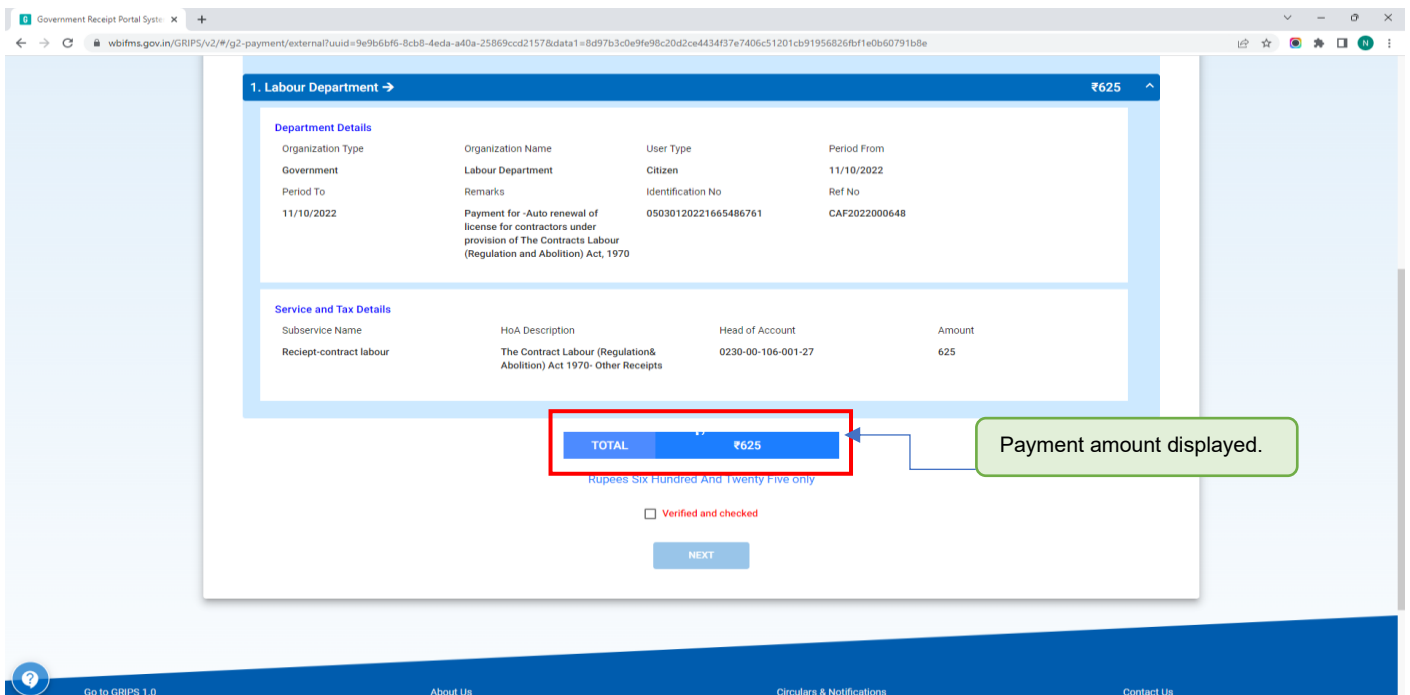 Government Receipt Portal Syste
wbifms.gov.in/GRIPS/v2/#/g2-payment/external?uuid=9e9b6bf6-8cb8-4eda-a40a-25869ccd2157&data1=8d97b3c0e9fe98c20d2ce4434f37e7406c51201cb91956826fbf1e0b60791b8e
N
1. Labour Department → ₹625
Department Details
Organization Type Organization Name User Type Period From
Government Labour Department Citizen 11/10/2022
Period To Remarks Identification No Ref No
11/10/2022 Payment for -Auto renewal of 05030120221665486761 CAF2022000648
license for contractors under
provision of The Contracts Labour
(Regulation and Abolition) Act, 1970
Service and Tax Details
Subservice Name HoA Description Head of Account Amount
Reciept-contract labour The Contract Labour (Regulation& 0230-00-106-001-27 625
Abolition) Act 1970- Other Receipts
TOTAL ₹625
Payment amount displayed.
Rupees Six Hundred And Twenty Five only
Verified and checked
NEXT
Go to GRIPS 1.0 About Us Circulars & Notifications Contact Us